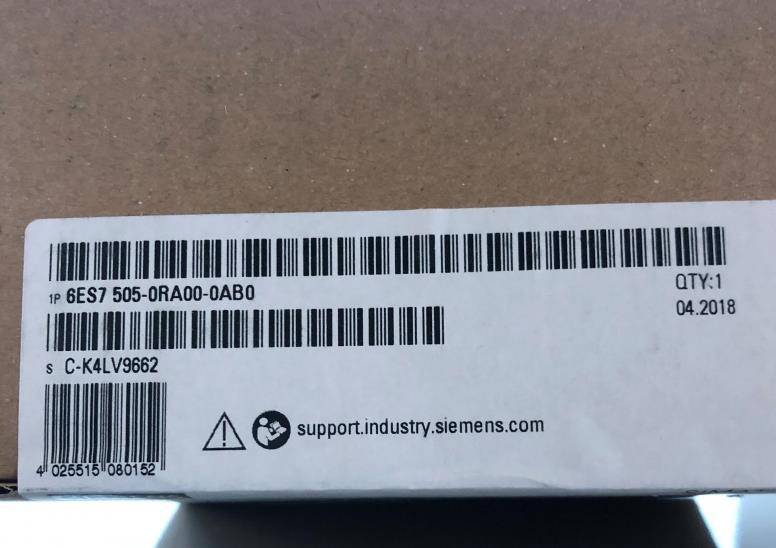 1P 6ES7 505-0RA00-0AB0
QTY:1
04.2018
S C-K4LV9662
support.industry.siemens.com
4 025515 080152